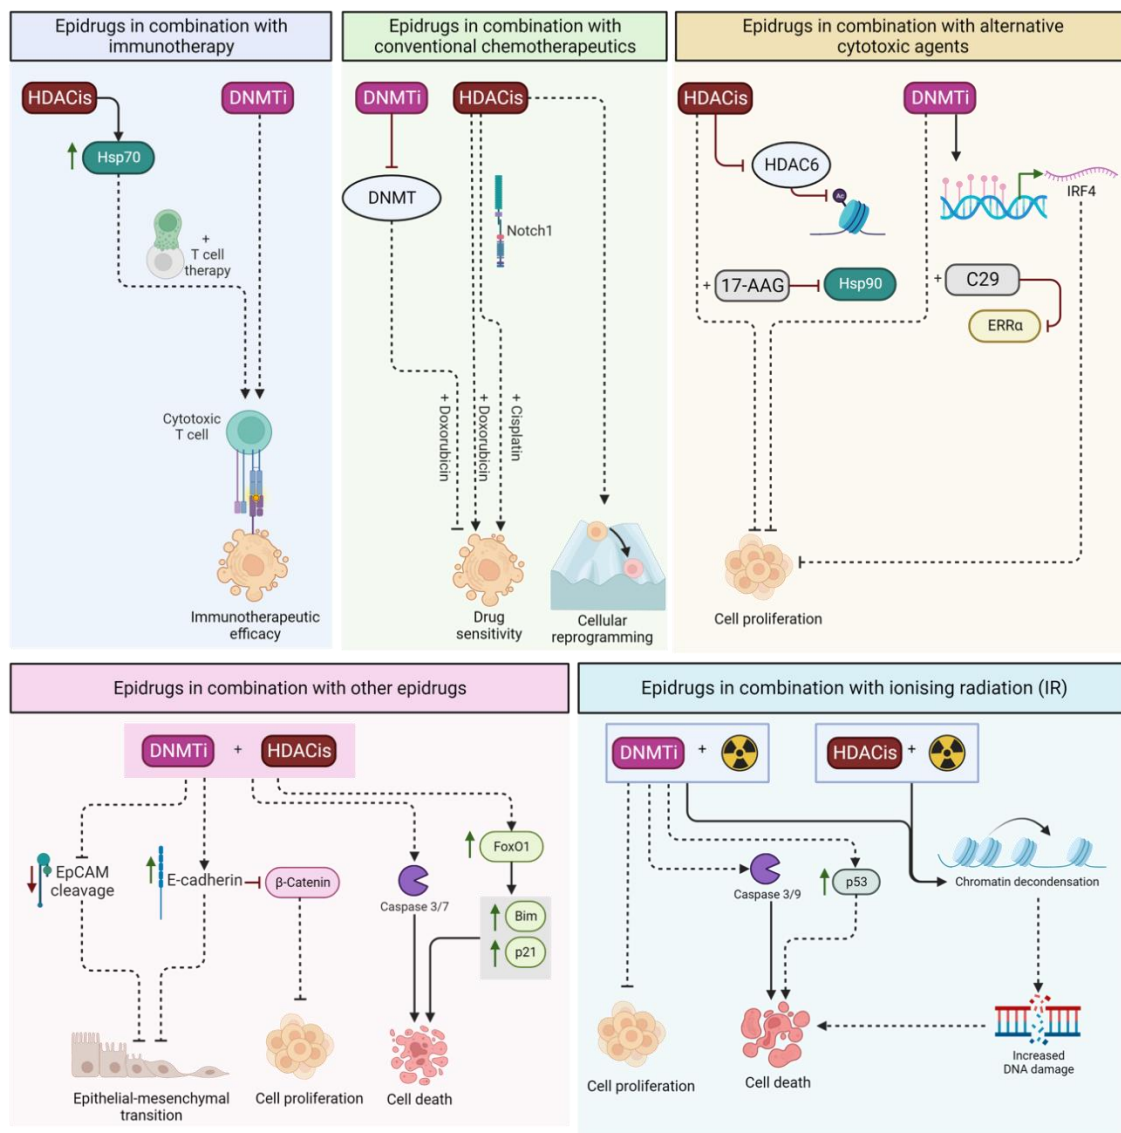 Epidrugs in combination with
immunotherapy
HDACis
DNMTi
Hsp70
+
T cell
therapy
Cytotoxic
T cell
Immunotherapeutic
efficacy
Epidrugs in combination with
conventional chemotherapeutics
DNMTi
HDACis
DNMT
Notch1
+ Doxorubicin
+ Doxorubicin
+ Cisplatin
Drug
sensitivity
Cellular
reprogramming
Epidrugs in combination with alternative
cytotoxic agents
HDACis
DNMTi
HDAC6
Ac
IRF4
+ 17-AAG
Hsp90
+ C29
ERRα
Cell proliferation
Epidrugs in combination with other epidrugs
DNMTi + HDACis
EpCAM
cleavage
E-cadherin
β-Catenin
Caspase 3/7
FoxO1
Bim
p21
Epithelial-mesenchymal
transition
Cell proliferation
Cell death
Epidrugs in combination with ionising radiation (IR)
DNMTi +
HDACis +
Caspase 3/9
p53
Chromatin decondensation
Increased
DNA damage
Cell proliferation
Cell death